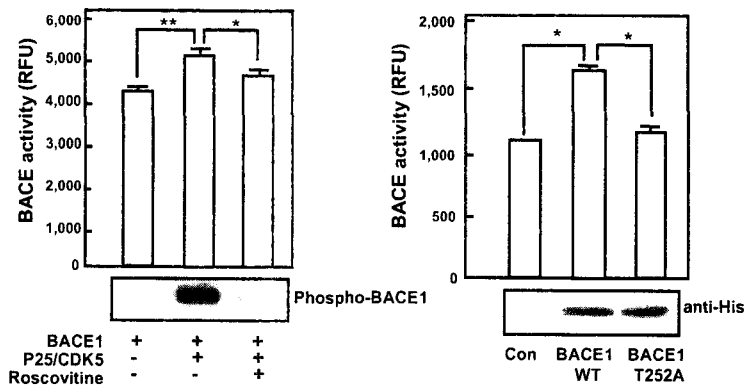 BACE activity (RFU)
6,000
5,000
4,000
3,000
2,000
1,000
0
**
*
Phospho-BACE1
BACE1 + + +
P25/CDK5 - + +
Roscovitine - - +
BACE activity (RFU)
2,000
1,500
1,000
500
0
*
*
anti-His
Con BACE1 BACE1
WT T252A